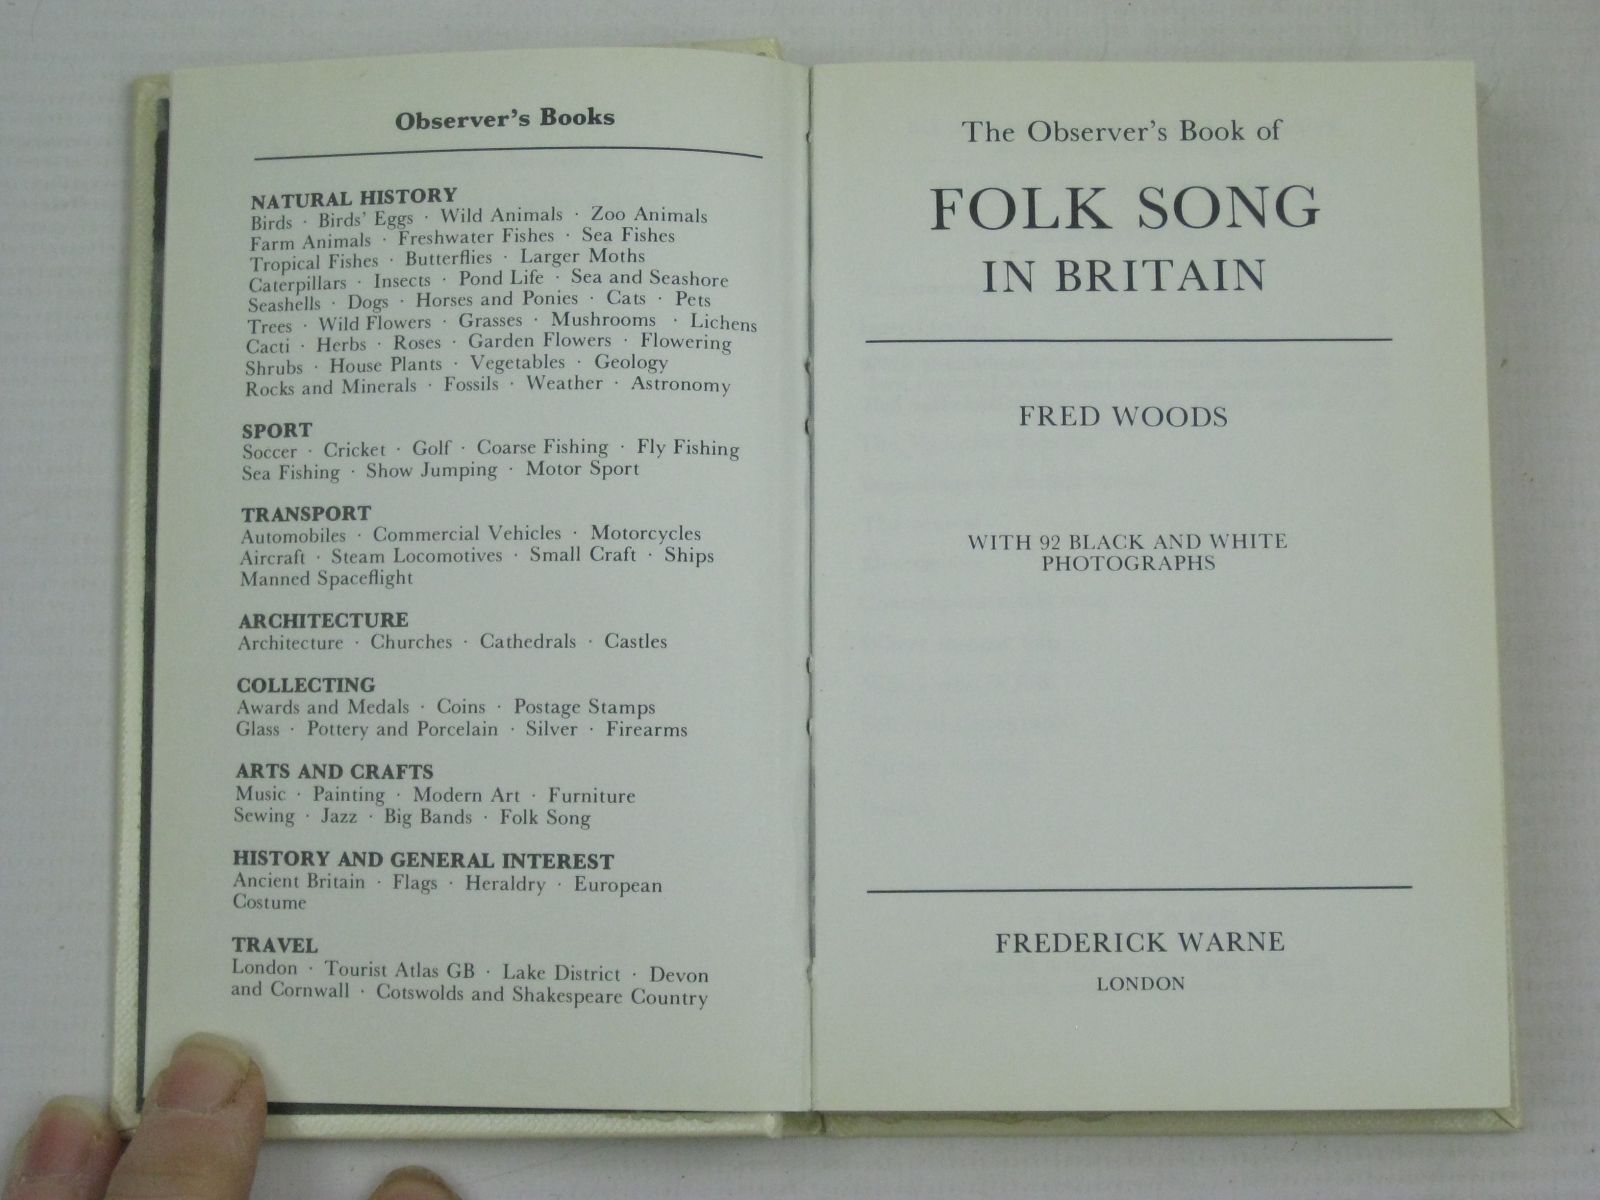 Observer's Books
NATURAL HISTORY
Birds · Birds' Eggs · Wild Animals · Zoo Animals
Farm Animals · Freshwater Fishes · Sea Fishes
Tropical Fishes · Butterflies · Larger Moths
Caterpillars · Insects · Pond Life · Sea and Seashore
Seashells · Dogs · Horses and Ponies · Cats · Pets
Trees · Wild Flowers · Grasses · Mushrooms · Lichens
Cacti · Herbs · Roses · Garden Flowers · Flowering
Shrubs · House Plants · Vegetables · Geology
Rocks and Minerals · Fossils · Weather · Astronomy
SPORT
Soccer · Cricket · Golf · Coarse Fishing · Fly Fishing
Sea Fishing · Show Jumping · Motor Sport
TRANSPORT
Automobiles · Commercial Vehicles · Motorcycles
Aircraft · Steam Locomotives · Small Craft · Ships
Manned Spaceflight
ARCHITECTURE
Architecture · Churches · Cathedrals · Castles
COLLECTING
Awards and Medals · Coins · Postage Stamps
Glass · Pottery and Porcelain · Silver · Firearms
ARTS AND CRAFTS
Music · Painting · Modern Art · Furniture
Sewing · Jazz · Big Bands · Folk Song
HISTORY AND GENERAL INTEREST
Ancient Britain · Flags · Heraldry · European
Costume
TRAVEL
London · Tourist Atlas GB · Lake District · Devon
and Cornwall · Cotswolds and Shakespeare Country
The Observer's Book of
FOLK SONG
IN BRITAIN
FRED WOODS
WITH 92 BLACK AND WHITE
PHOTOGRAPHS
FREDERICK WARNE
LONDON